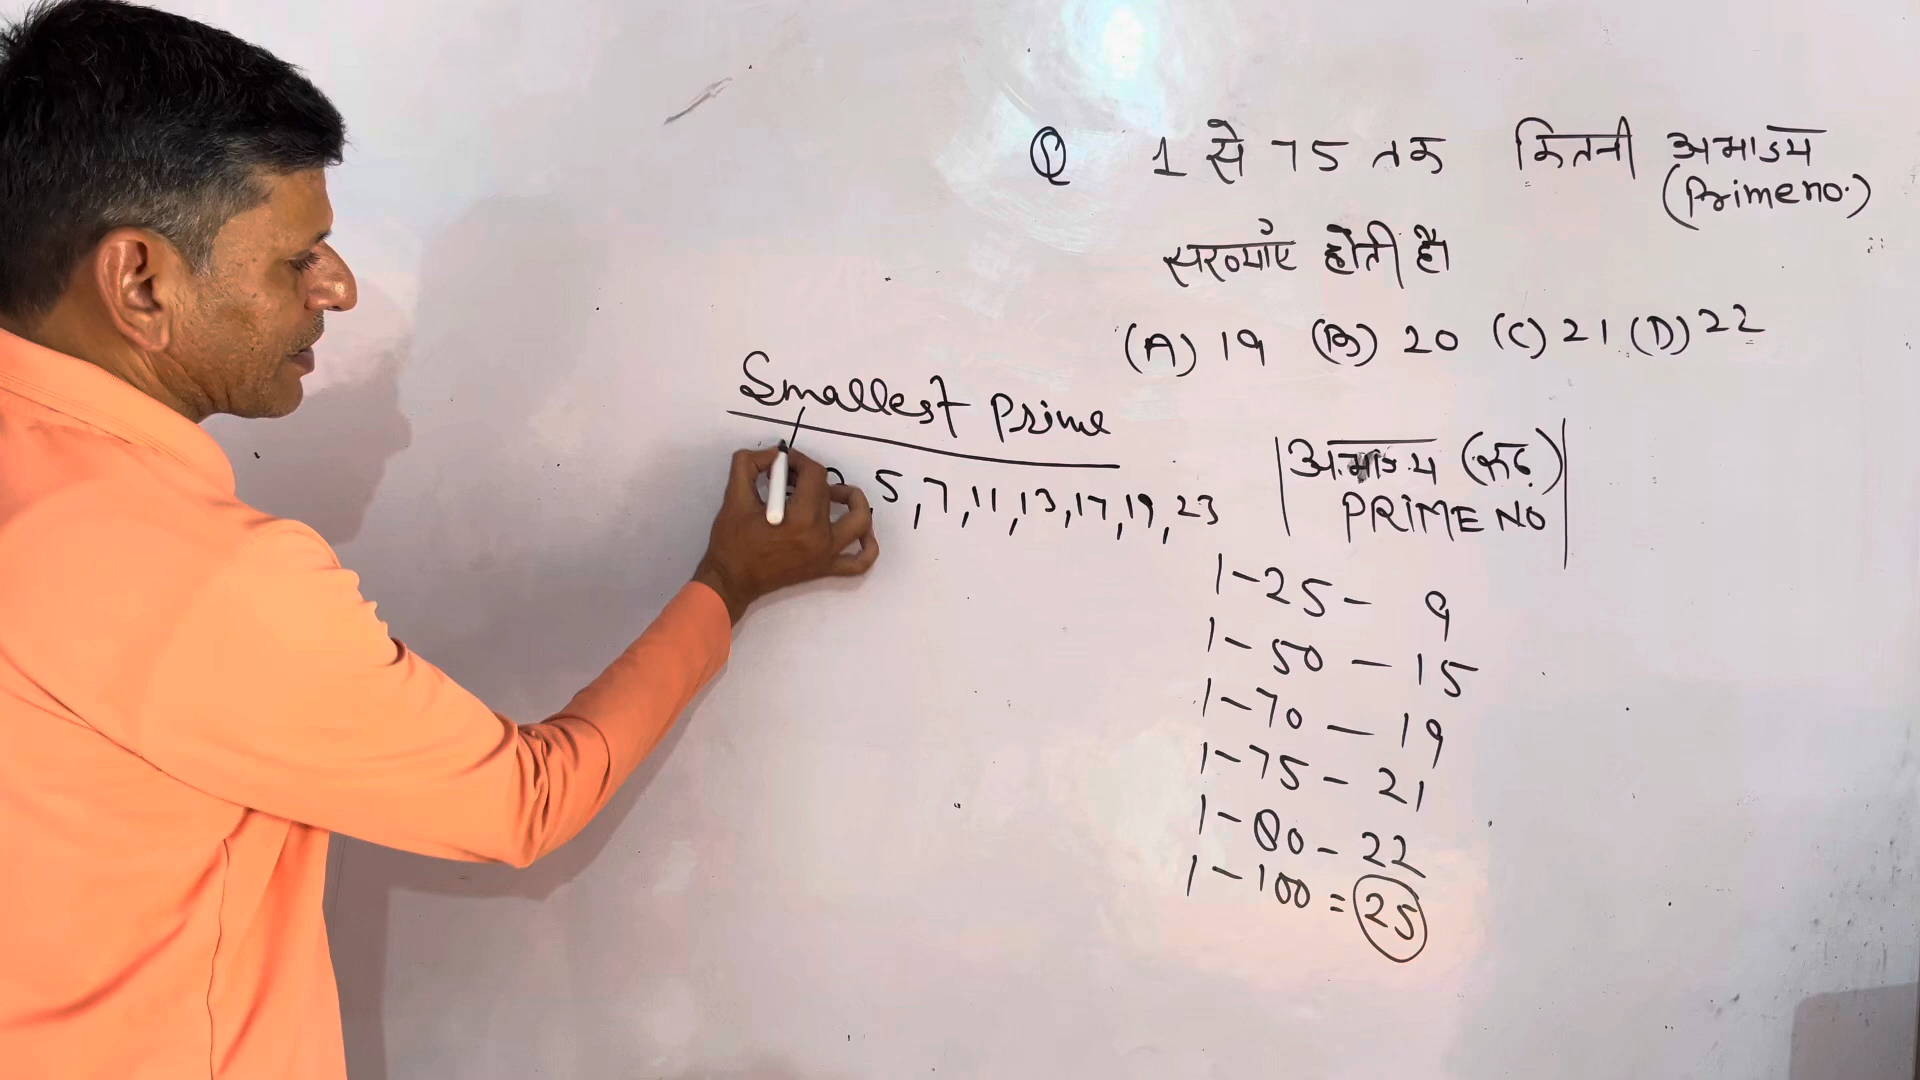 Q 1 से 75 तक कितनी अभाज्य
(Prime no.)
संख्याएँ होती है।
(A) 19 (B) 20 (C) 21 (D) 22
Smallest Prime
5, 7, 11, 13, 17, 19, 23
अभाज्य (रूढ़)
PRIME NO
1-25- 9
1-50-15
1-70-19
1-75-21
1-80-22
1-100=25